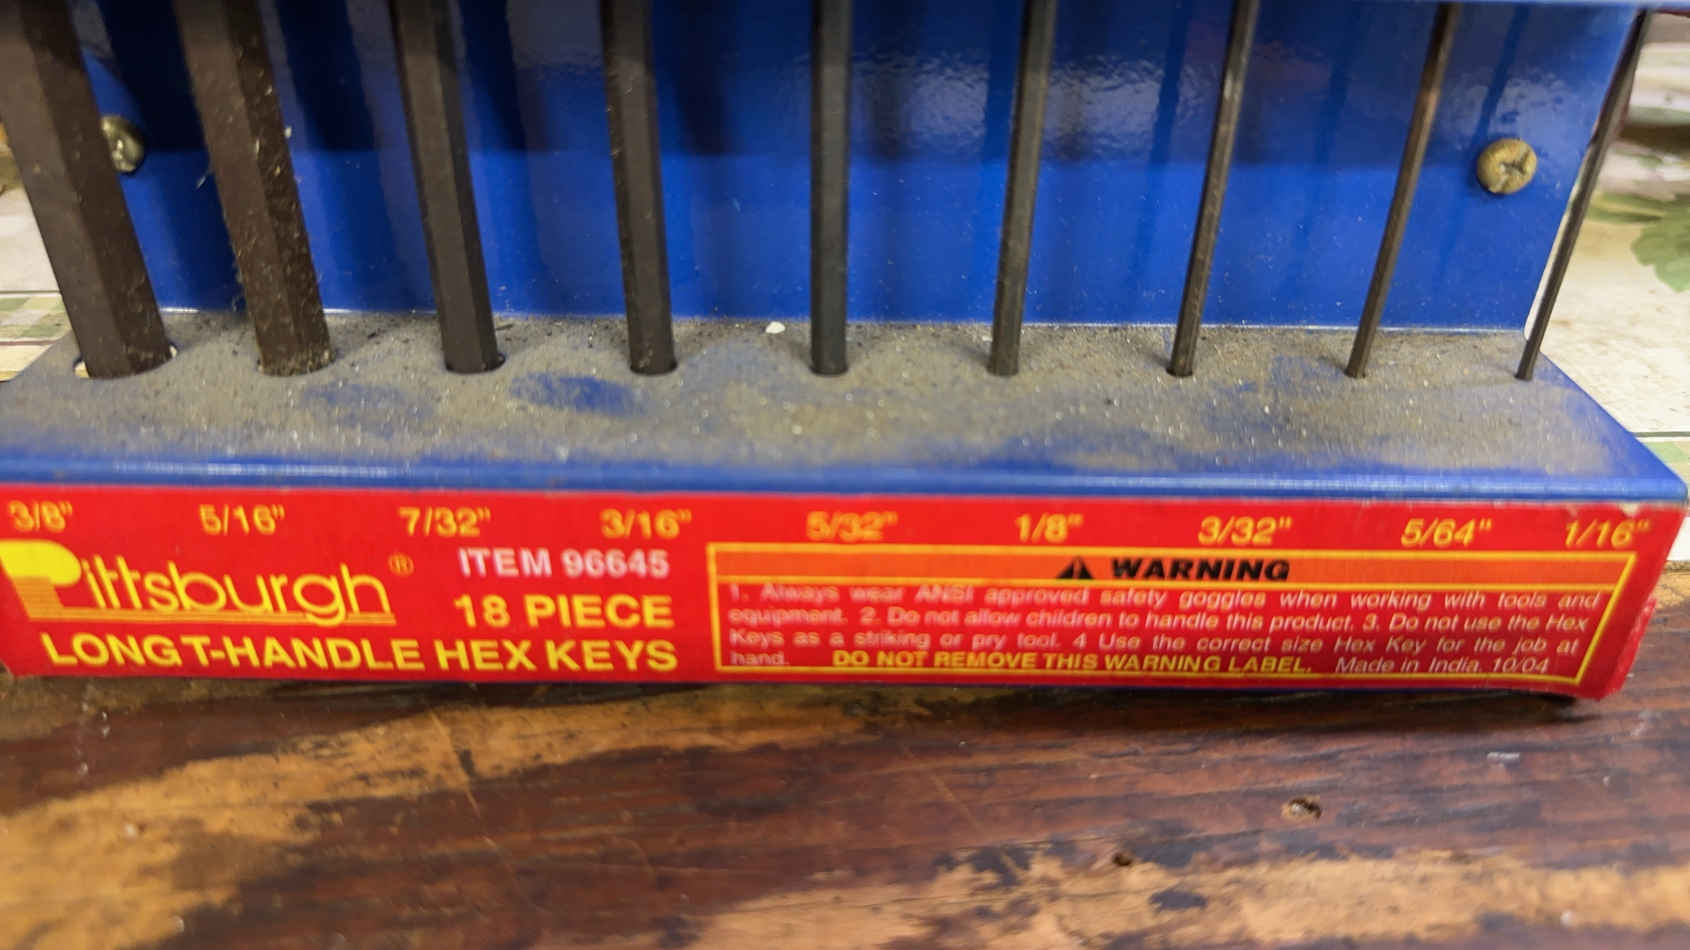 3/8" 5/16" 7/32" 3/16" 5/32" 1/8" 3/32" 5/64" 1/16"
Pittsburgh®
ITEM 96645
18 PIECE
LONG T-HANDLE HEX KEYS
WARNING
1. Always wear ANSI approved safety goggles when working with tools and
equipment. 2. Do not allow children to handle this product. 3. Do not use the Hex
Keys as a striking or pry tool. 4 Use the correct size Hex Key for the job at
hand. DO NOT REMOVE THIS WARNING LABEL. Made in India. 10/04